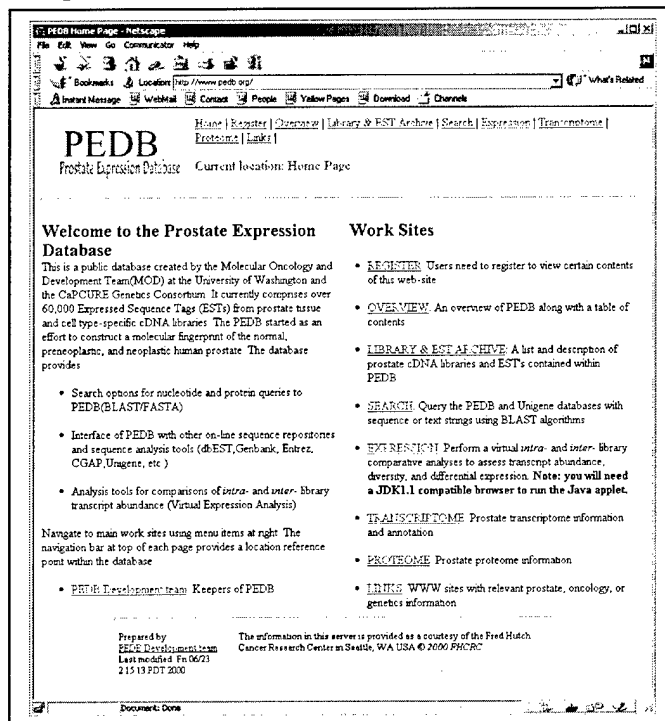 PEDB Home Page - Netscape
File Edit View Go Communicator Help
Bookmarks Location: http://www.pedb.org/ What's Related
Instant Message WebMail Contact People Yellow Pages Download Channels
PEDB
Prostate Expression Database
Home | Register | Overview | Library & EST Archive | Search | Expression | Transcriptome |
Proteome | Links |
Current location: Home Page
Welcome to the Prostate Expression
Database
This is a public database created by the Molecular Oncology and
Development Team(MOD) at the University of Washington and
the CaPCURE Genetics Consortium. It currently comprises over
60,000 Expressed Sequence Tags (ESTs) from prostate tissue
and cell type-specific cDNA libraries. The PEDB started as an
effort to construct a molecular fingerprint of the normal,
preneoplastic, and neoplastic human prostate. The database
provides
• Search options for nucleotide and protein queries to
PEDB(BLAST/FASTA)
• Interface of PEDB with other on-line sequence repositories
and sequence analysis tools (dbEST,Genbank, Entrez,
CGAP,Unigene, etc )
• Analysis tools for comparisons of intra- and inter- library
transcript abundance (Virtual Expression Analysis)
Navigate to main work sites using menu items at right. The
navigation bar at top of each page provides a location reference
point within the database
• PEDB Development team Keepers of PEDB
Work Sites
• REGISTER Users need to register to view certain contents
of this web-site
• OVERVIEW. An overview of PEDB along with a table of
contents
• LIBRARY & EST ARCHIVE: A list and description of
prostate cDNA libraries and EST's contained within
PEDB
• SEARCH. Query the PEDB and Unigene databases with
sequence or text strings using BLAST algorithms
• EXPRESSION Perform a virtual intra- and inter- library
comparative analyses to assess transcript abundance,
diversity, and differential expression. Note: you will need
a JDK1.1 compatible browser to run the Java applet.
• TRANSCRIPTOME Prostate transcriptome information
and annotation
• PROTEOME Prostate proteome information
• LINKS WWW sites with relevant prostate, oncology, or
genetics information
Prepared by
PEDB Development team
Last modified Fri 06/23
2 15 13 PDT 2000
The information in this server is provided as a courtesy of the Fred Hutch
Cancer Research Center in Seattle, WA USA © 2000 FHCRC
Document: Done